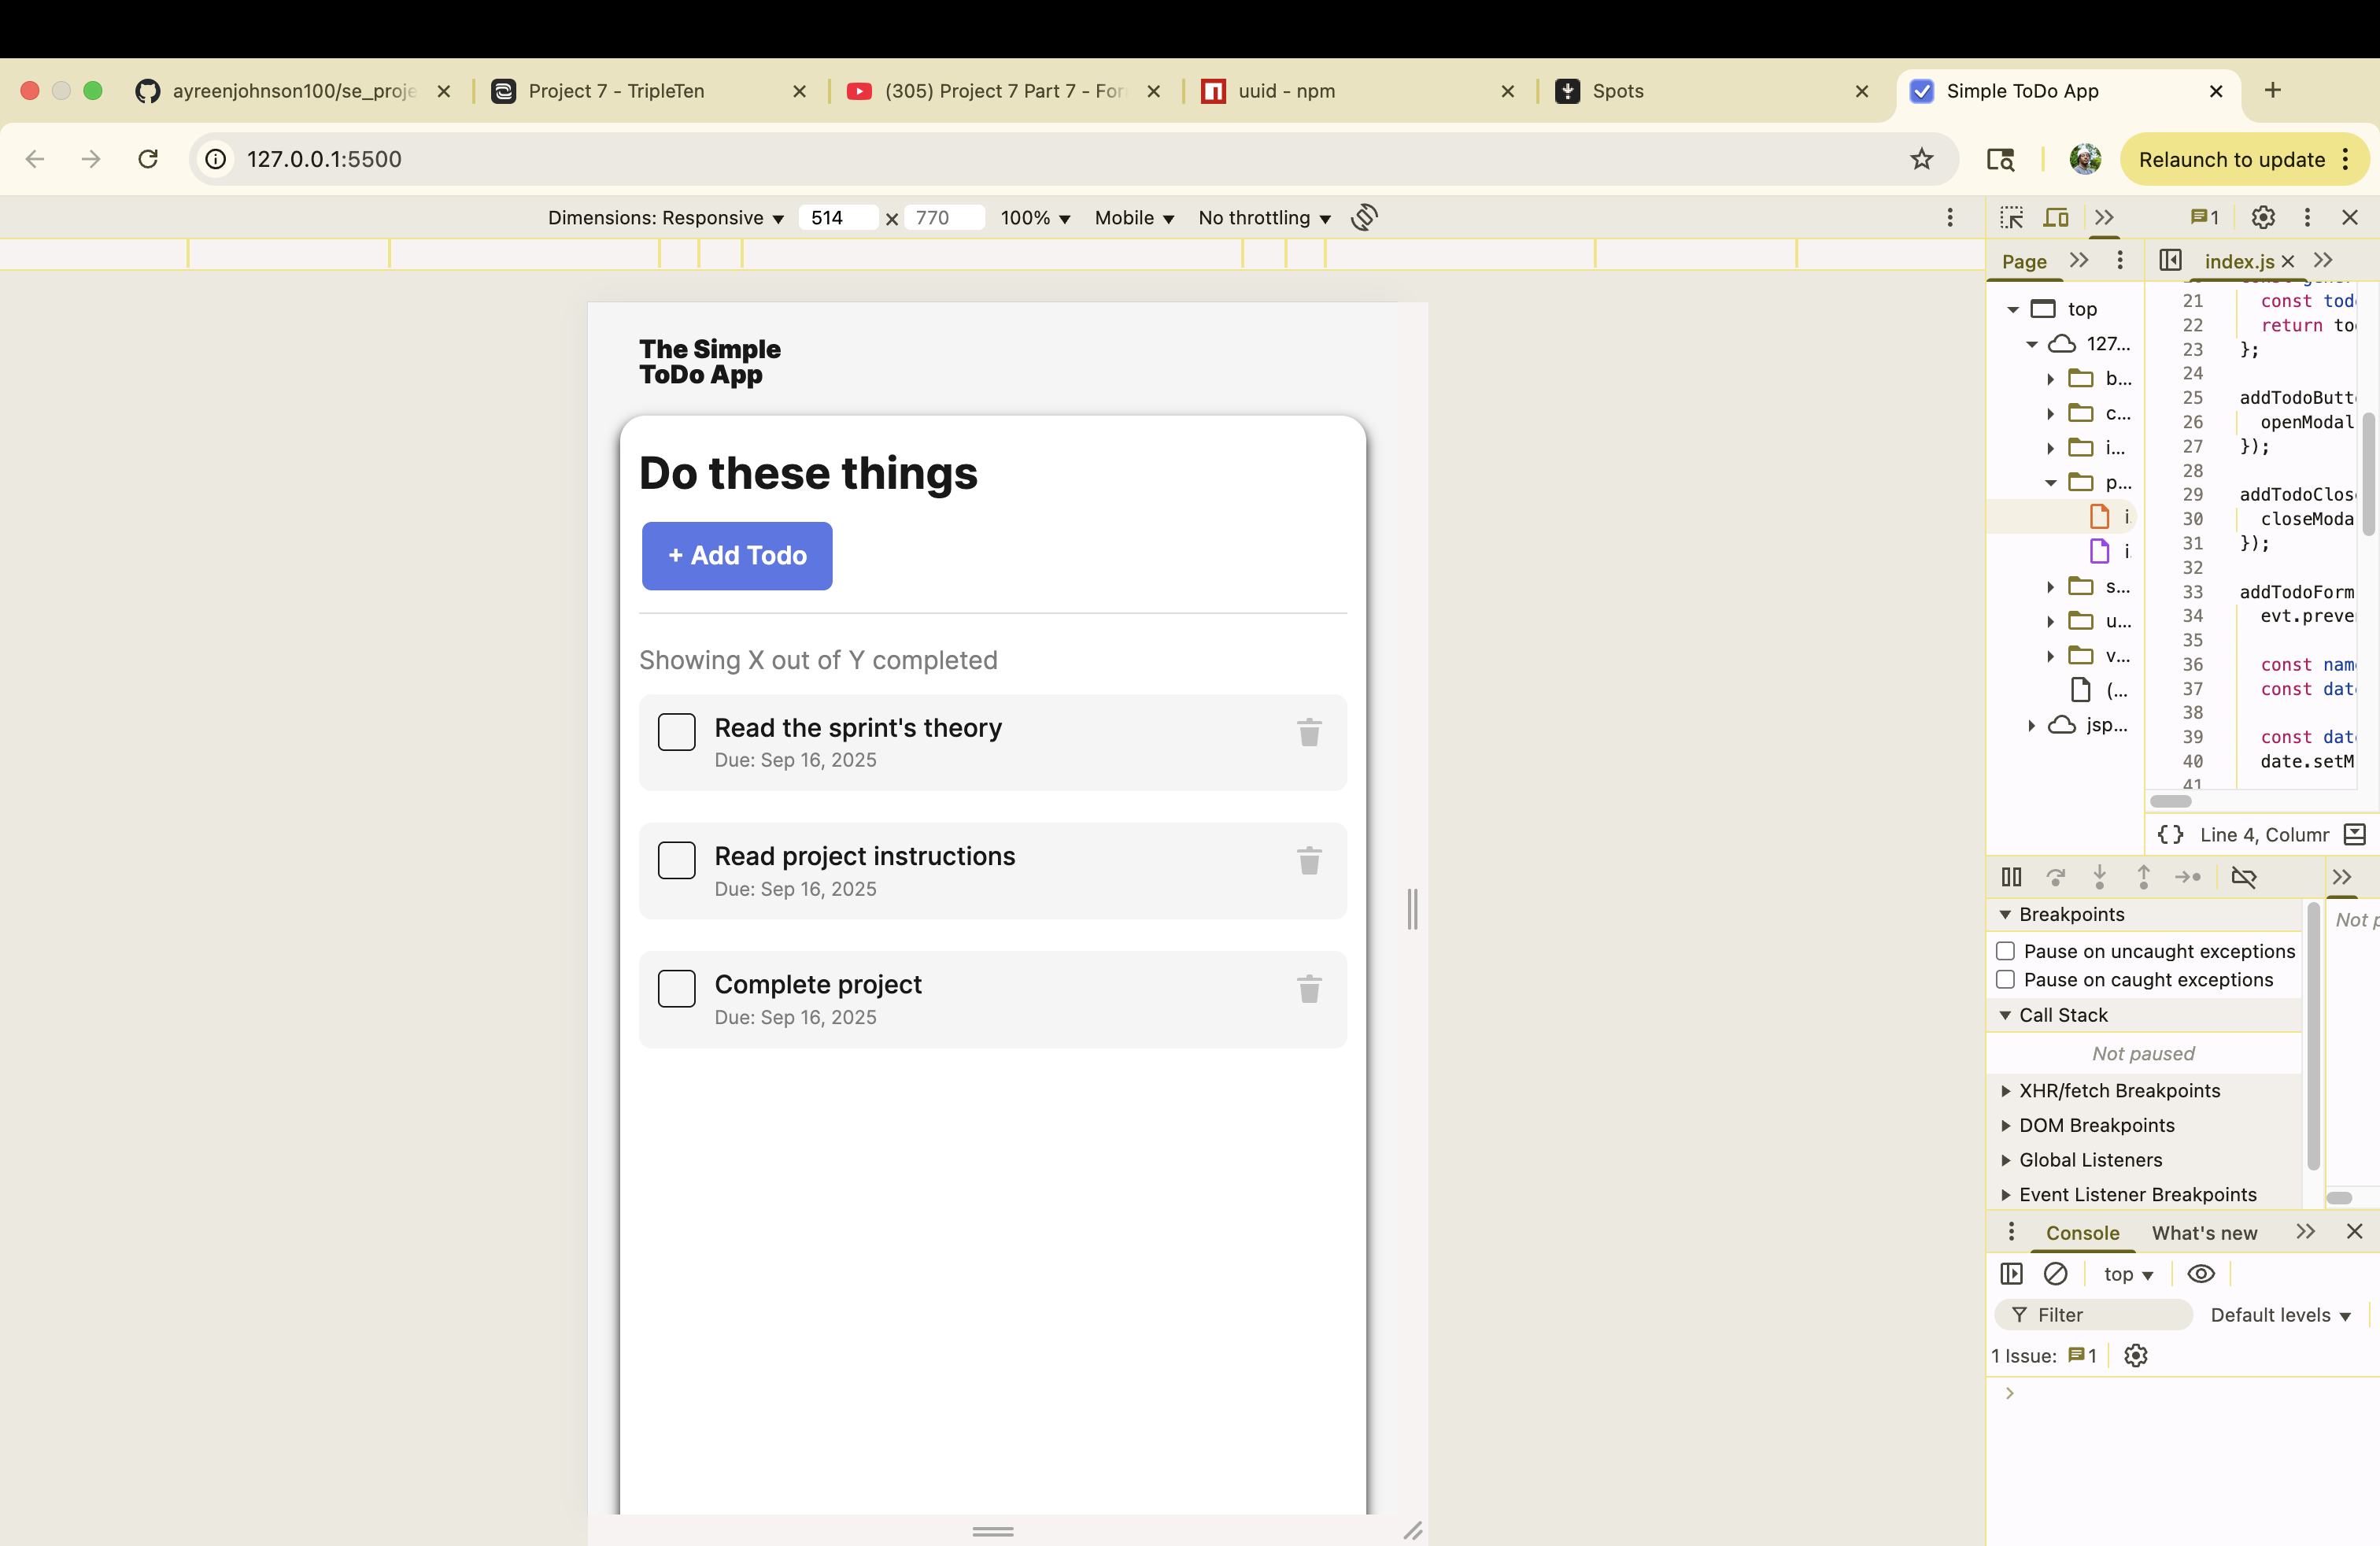 ayreenjohnson100/se_proje
Project 7 - TripleTen
(305) Project 7 Part 7 - For
uuid - npm
Spots
Simple ToDo App
127.0.0.1:5500
Relaunch to update
Dimensions: Responsive 514 770 100% Mobile No throttling
1
Page
index.js
top
127...
b...
c...
i...
p...
i.
i.
s...
u...
v...
(...
jsp...
21 const tod
22 return to
23 };
24
25 addTodoButt
26 openModal
27 });
28
29 addTodoClos
30 closeModa
31 });
32
33 addTodoForm
34 evt.preve
35
36 const nam
37 const dat
38
39 const dat
40 date.setM
41
{} Line 4, Column
The Simple
ToDo App
Do these things
+ Add Todo
Showing X out of Y completed
Read the sprint's theory
Due: Sep 16, 2025
Read project instructions
Due: Sep 16, 2025
Complete project
Due: Sep 16, 2025
Breakpoints
Not p
Pause on uncaught exceptions
Pause on caught exceptions
Call Stack
Not paused
XHR/fetch Breakpoints
DOM Breakpoints
Global Listeners
Event Listener Breakpoints
Console What's new
top
Filter Default levels
1 Issue: 1